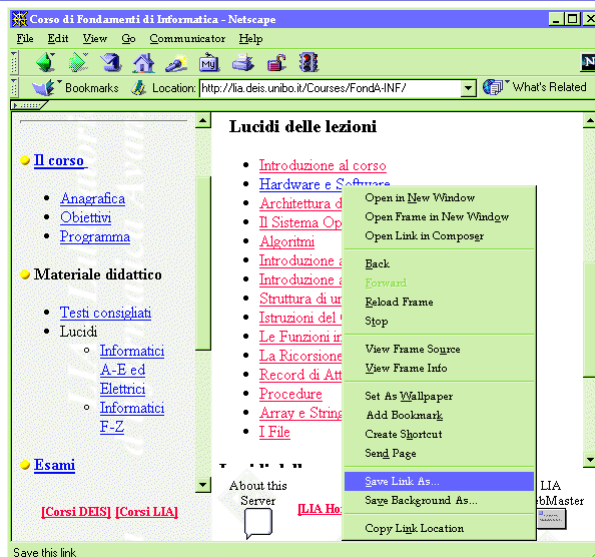 Corso di Fondamenti di Informatica - Netscape
File Edit View Go Communicator Help
Bookmarks Location: http://lia.deis.unibo.it/Courses/FondA-INF/ What's Related
Il corso
Anagrafica
Obiettivi
Programma
Materiale didattico
Testi consigliati
Lucidi
Informatici
A-E ed
Elettrici
Informatici
F-Z
Esami
[Corsi DEIS] [Corsi LIA]
Lucidi delle lezioni
Introduzione al corso
Hardware e Software
Architettura d
Il Sistema Op
Algoritmi
Introduzione a
Introduzione a
Struttura di un
Istruzioni del
Le Funzioni in
La Ricorsione
Record di Att
Procedure
Array e String
I File
About this
Server
[LIA Ho
LIA
bMaster
Open in New Window
Open Frame in New Window
Open Link in Composer
Back
Forward
Reload Frame
Stop
View Frame Source
View Frame Info
Set As Wallpaper
Add Bookmark
Create Shortcut
Send Page
Save Link As...
Save Background As...
Copy Link Location
Save this link